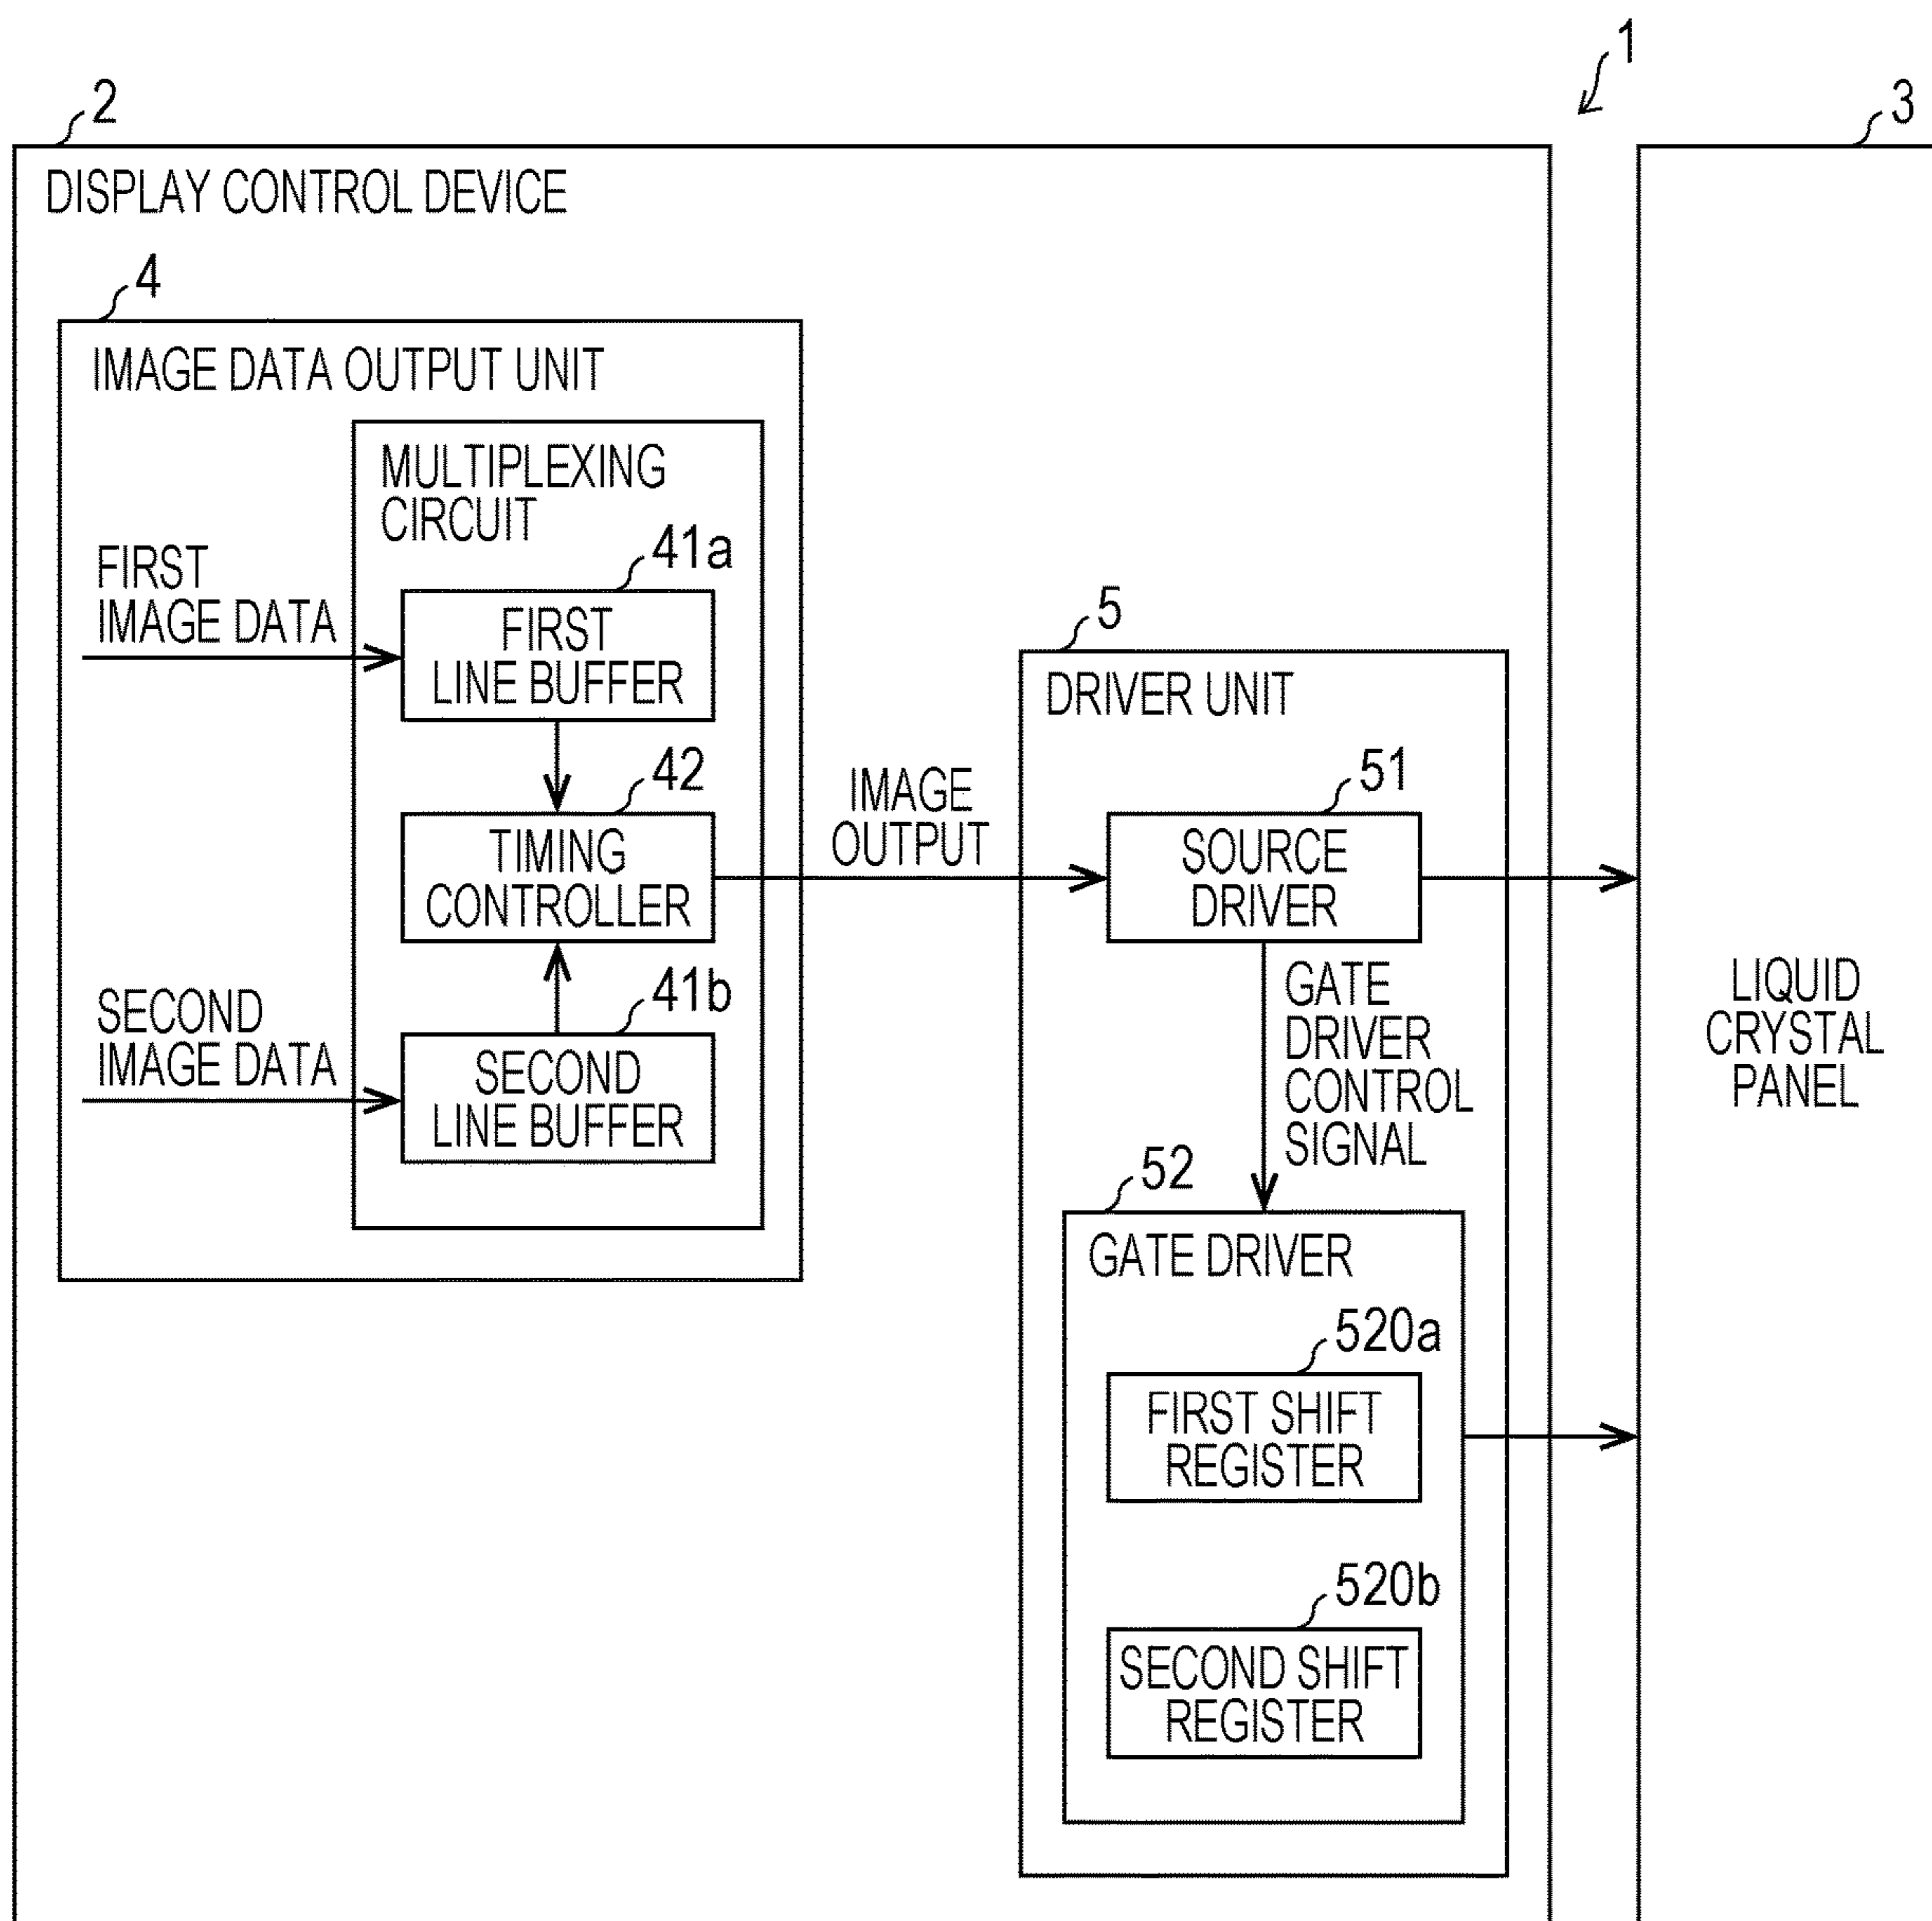 1
2
3
DISPLAY CONTROL DEVICE
4
IMAGE DATA OUTPUT UNIT
MULTIPLEXING
CIRCUIT
FIRST
IMAGE DATA
41a
FIRST
LINE BUFFER
42
TIMING
CONTROLLER
SECOND
IMAGE DATA
41b
SECOND
LINE BUFFER
IMAGE
OUTPUT
5
DRIVER UNIT
51
SOURCE
DRIVER
GATE
DRIVER
CONTROL
SIGNAL
52
GATE DRIVER
520a
FIRST SHIFT
REGISTER
520b
SECOND SHIFT
REGISTER
LIQUID
CRYSTAL
PANEL